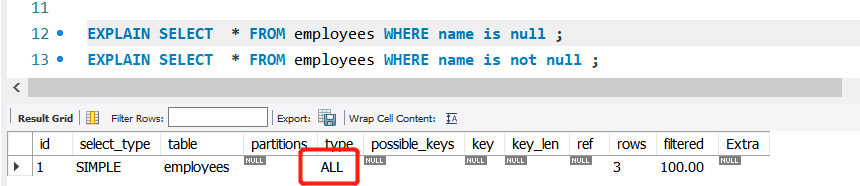 11
12 EXPLAIN SELECT * FROM employees WHERE name is null ;
13 EXPLAIN SELECT * FROM employees WHERE name is not null ;
Result Grid Filter Rows: Export: Wrap Cell Content: IA
id select_type table partitions type possible_keys key key_len ref rows filtered Extra
1 SIMPLE employees NULL ALL NULL NULL NULL NULL 3 100.00 NULL